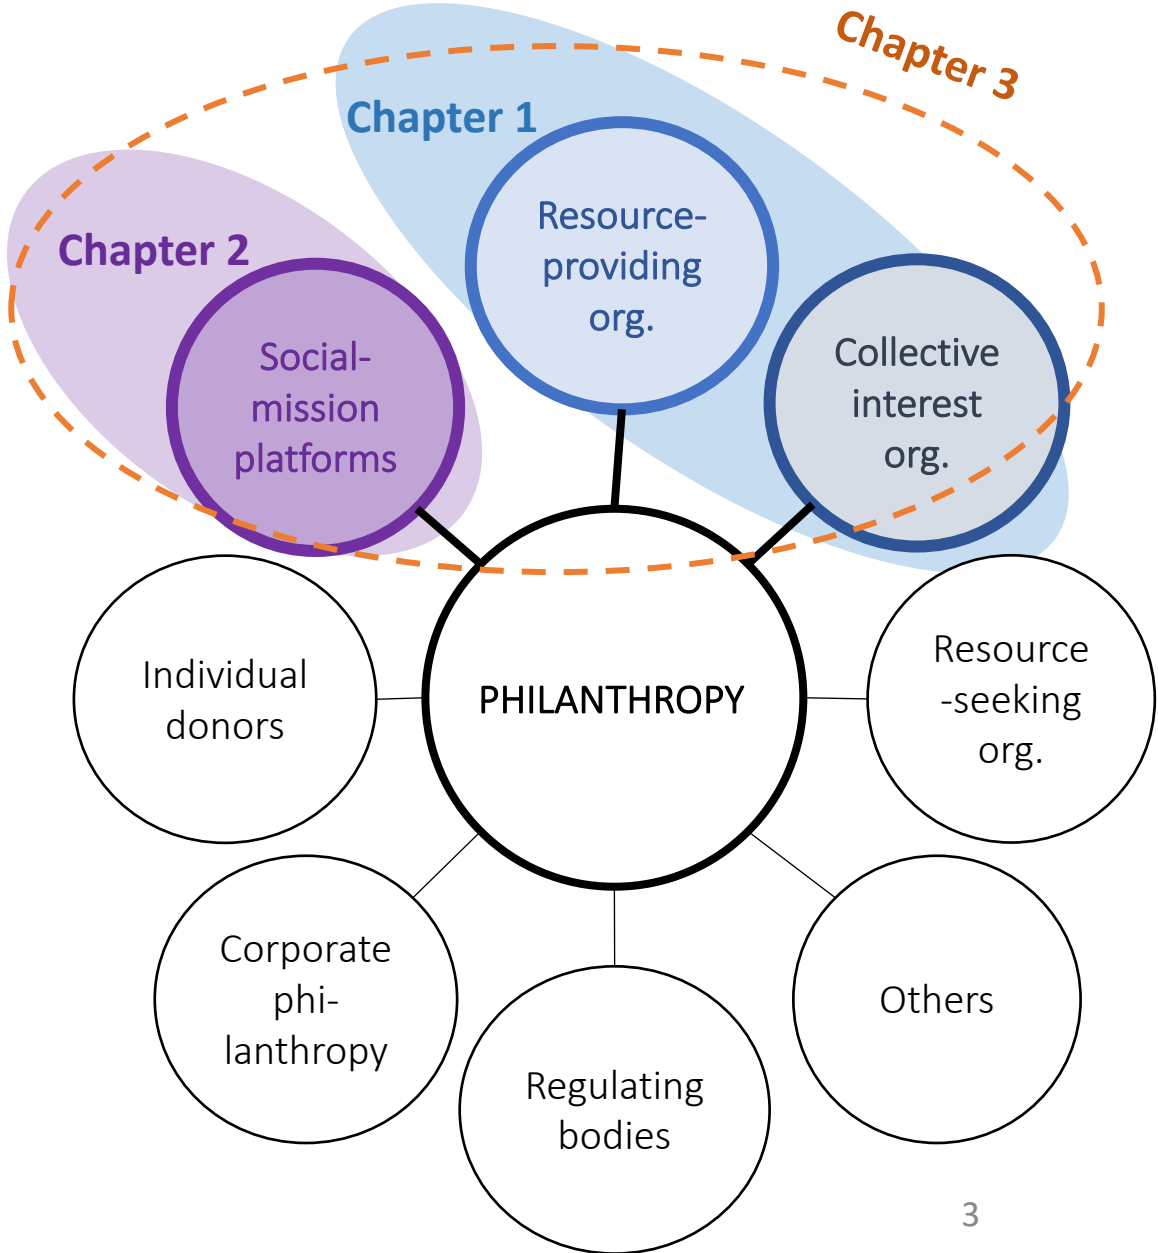 Chapter 3
Chapter 1
Chapter 2
Resource-
providing
org.
Social-
mission
platforms
Collective
interest
org.
PHILANTHROPY
Individual
donors
Resource
-seeking
org.
Corporate
phi-
lanthropy
Regulating
bodies
Others
3